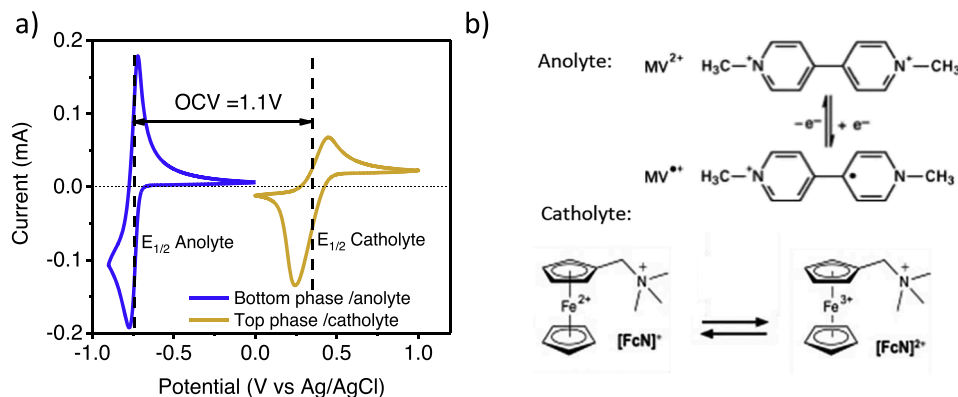 a)
0.2
0.1
0.0
-0.1
-0.2
Current (mA)
OCV =1.1V
E1/2 Anolyte
E1/2 Catholyte
Bottom phase /anolyte
Top phase /catholyte
-1.0 -0.5 0.0 0.5 1.0
Potential (V vs Ag/AgCl)
b)
Anolyte: MV2+ H3C N+ N+ CH3
−e− + e−
MV•+ H3C N+ • N CH3
Catholyte:
N+ N+
Fe2+ Fe3+
[FcN]+ [FcN]2+